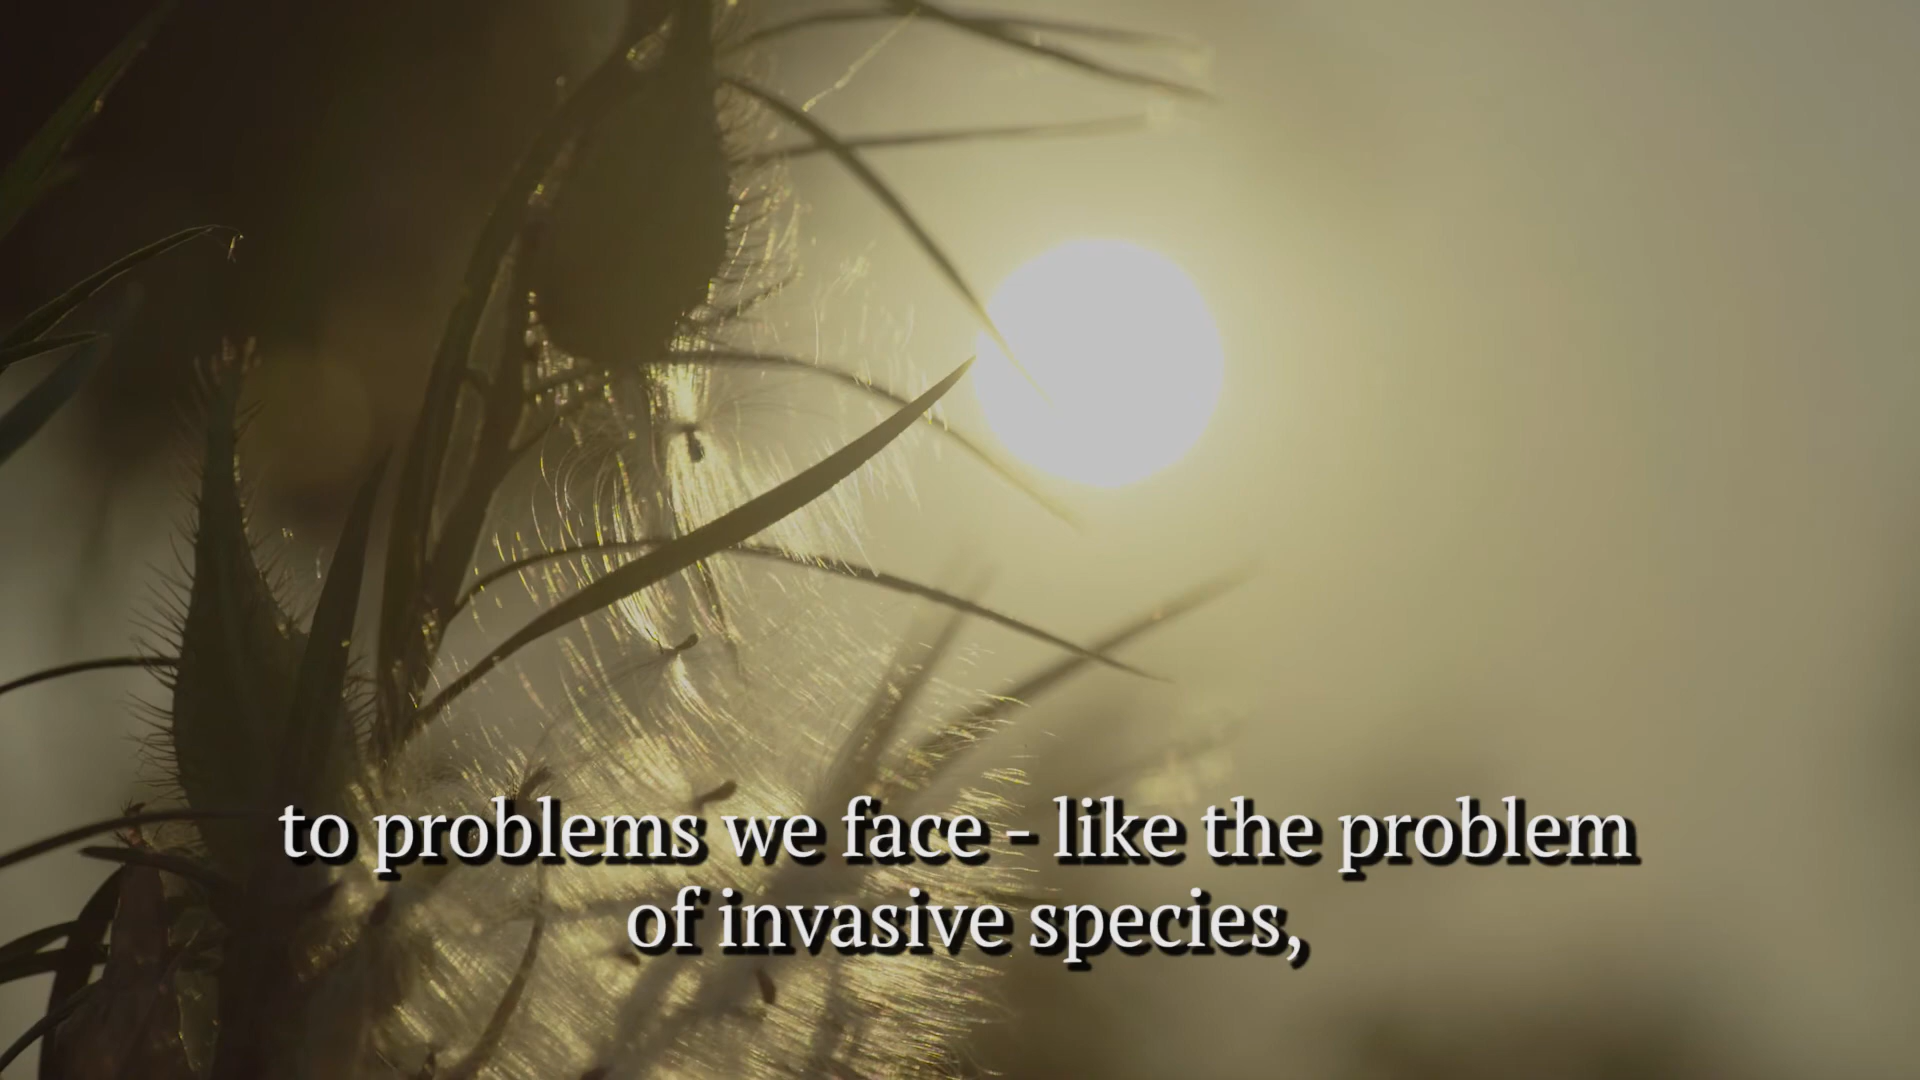 to problems we face - like the problem
of invasive species,